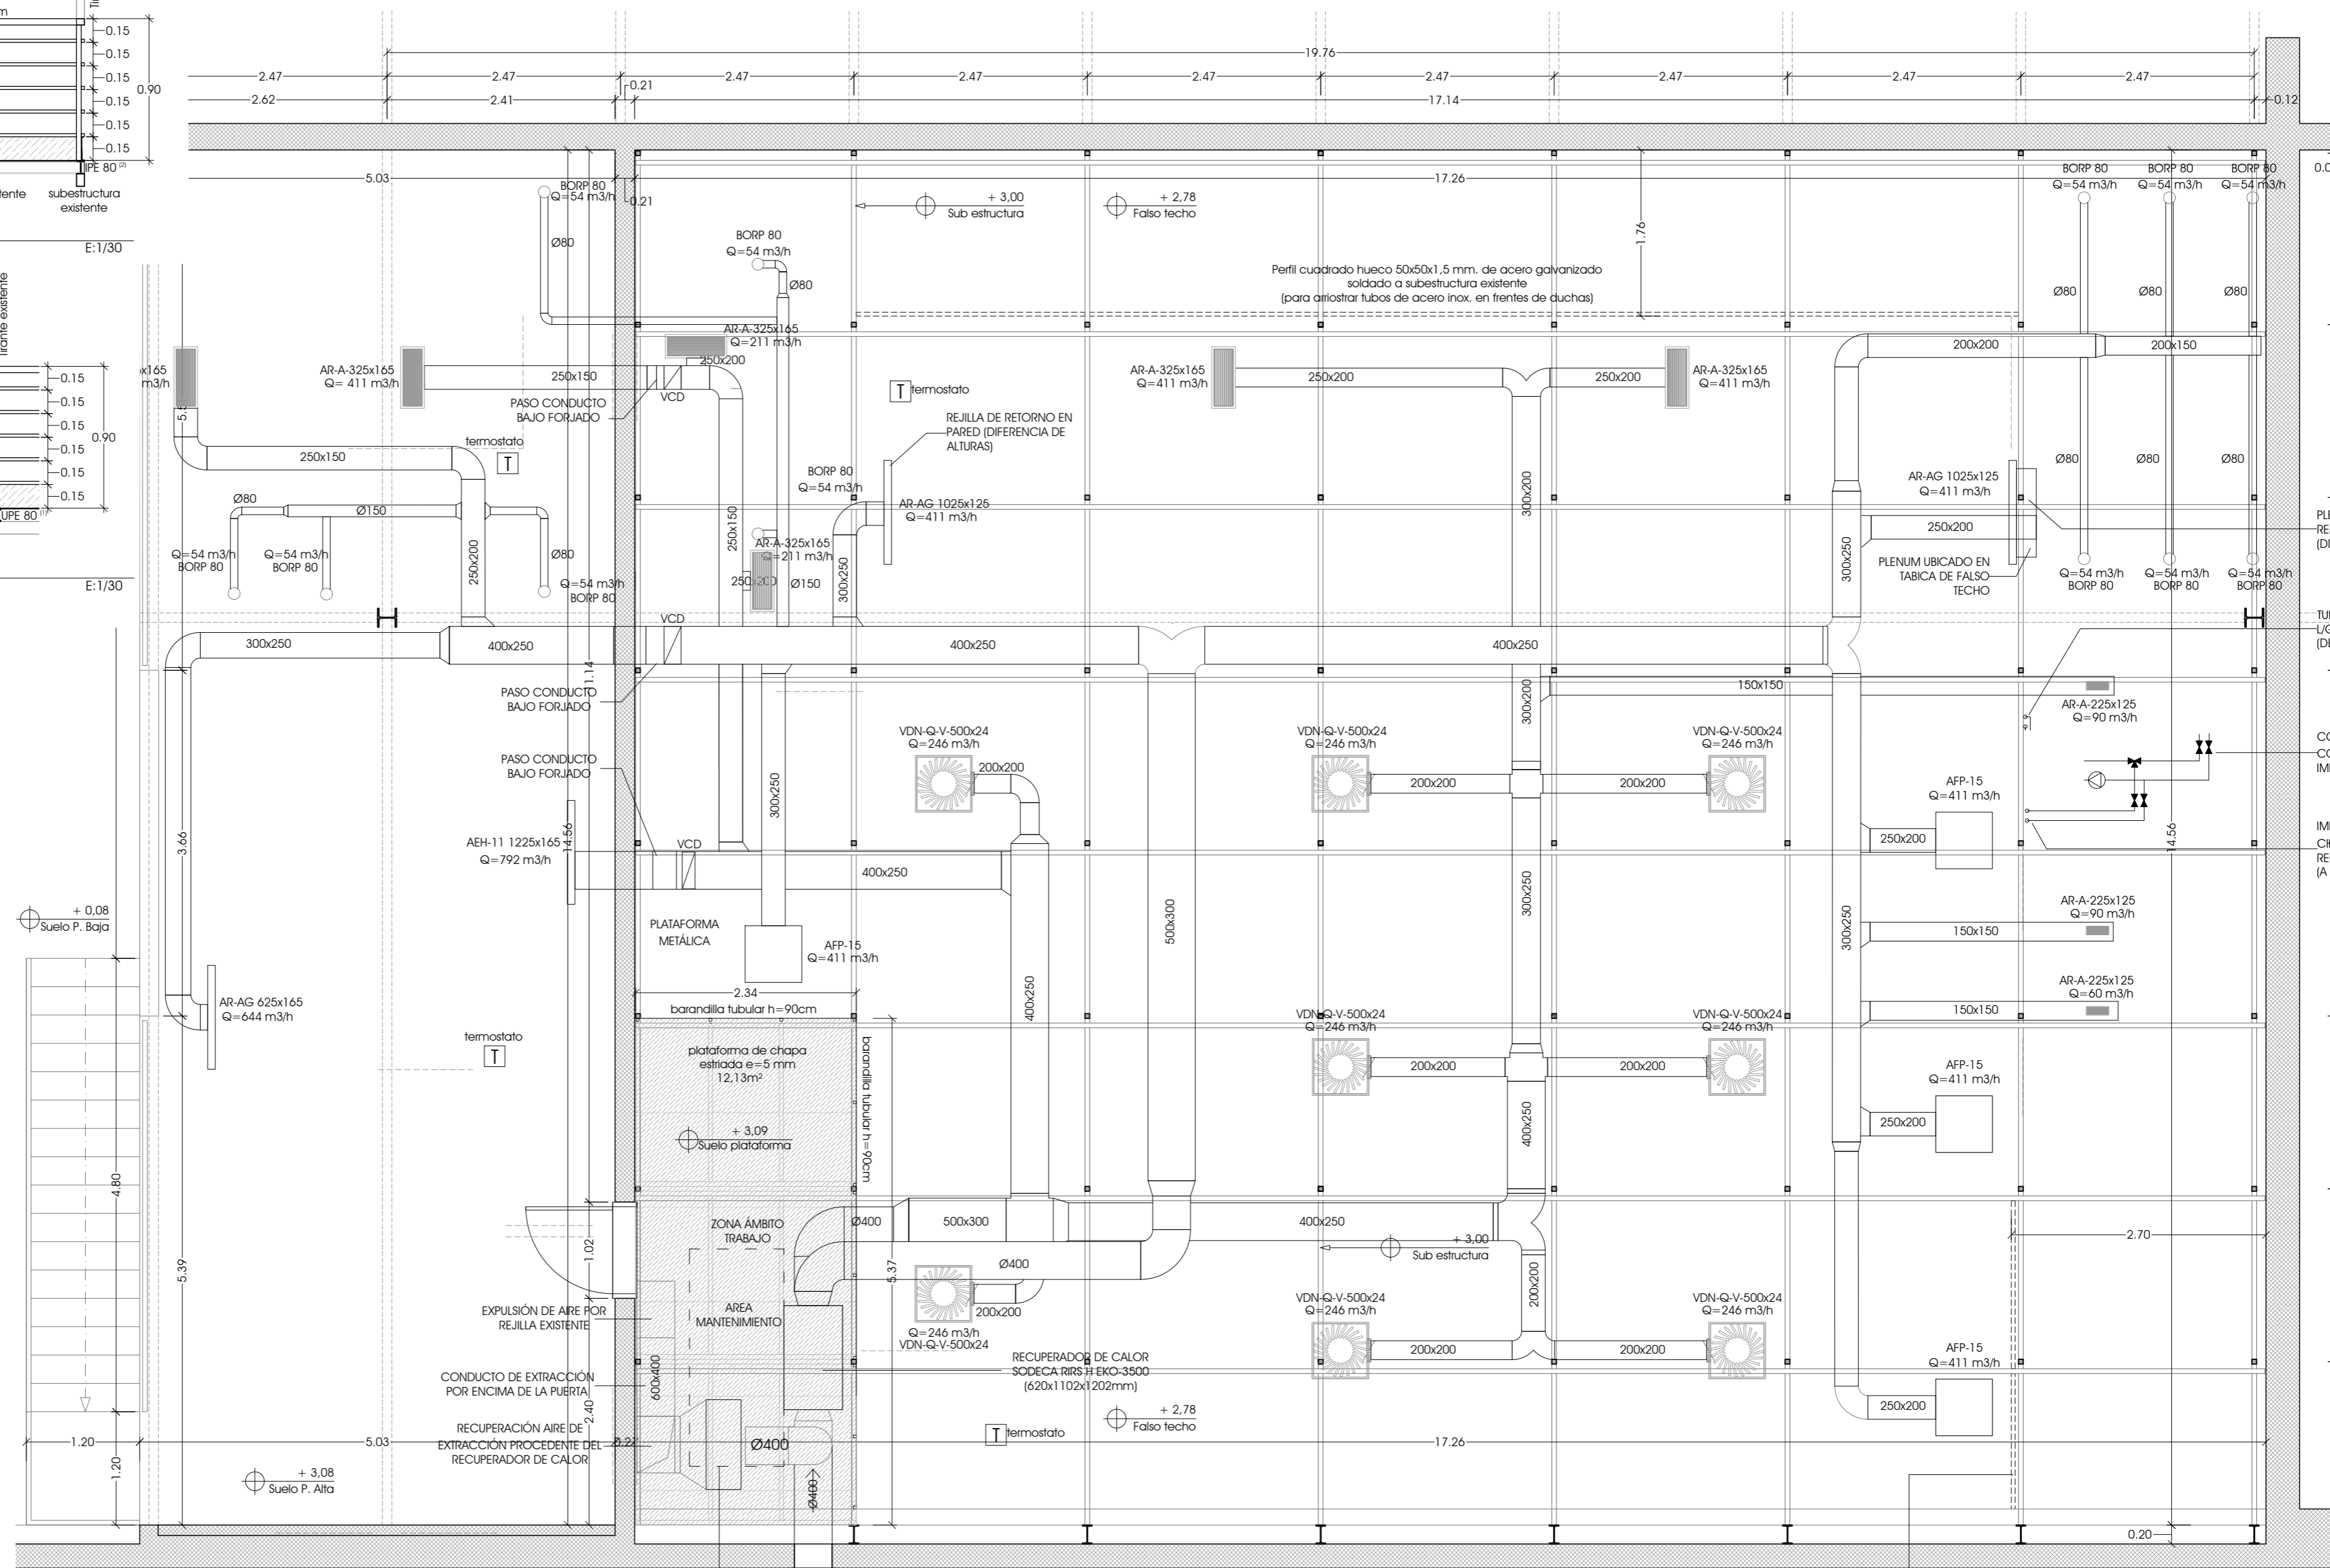 m
0.15
0.15
0.15
0.15
0.15
0.15
0.90
IPE 80 (2)
subestructura
existente
E:1/30
Tirante existente
0.15
0.15
0.15
0.15
0.15
0.15
0.90
UPE 80 (1)
E:1/30
19.76
2.47
2.47
2.47
2.47
2.47
2.47
2.47
2.47
2.47
2.62
2.41
0.21
17.14
0.12
5.03
0.21
17.26
BORP 80
Q=54 m3/h
Ø80
BORP 80
Q=54 m3/h
Ø80
+ 3,00
Sub estructura
+ 2,78
Falso techo
1.76
BORP 80
Q=54 m3/h
BORP 80
Q=54 m3/h
BORP 80
Q=54 m3/h
Perfil cuadrado hueco 50x50x1,5 mm. de acero galvanizado
soldado a subestructura existente
(para arriostrar tubos de acero inox. en frentes de duchas)
Ø80
Ø80
Ø80
AR-A-325x165
Q=211 m3/h
250x200
x165
m3/h
AR-A-325x165
Q= 411 m3/h
250x150
VCD
PASO CONDUCTO
BAJO FORJADO
T
termostato
AR-A-325x165
Q=411 m3/h
250x200
250x200
AR-A-325x165
Q=411 m3/h
200x200
200x150
REJILLA DE RETORNO EN
PARED (DIFERENCIA DE
ALTURAS)
termostato
T
250x150
BORP 80
Q=54 m3/h
AR-AG 1025x125
Q=411 m3/h
300x200
AR-AG 1025x125
Q=411 m3/h
Ø80
Ø80
Ø80
Ø80
Ø150
Q=54 m3/h
BORP 80
Q=54 m3/h
BORP 80
Ø80
Q=54 m3/h
BORP 80
250x200
250x150
AR-A-325x165
Q=211 m3/h
250x200
Ø150
300x250
300x250
250x200
PLENUM UBICADO EN
TABICA DE FALSO
TECHO
Q=54 m3/h
BORP 80
Q=54 m3/h
BORP 80
Q=54 m3/h
BORP 80
300x250
400x250
VCD
400x250
400x250
PASO CONDUCTO
BAJO FORJADO
1.14
300x200
150x150
AR-A-225x125
Q=90 m3/h
PASO CONDUCTO
BAJO FORJADO
300x250
VDN-Q-V-500x24
Q=246 m3/h
200x200
VDN-Q-V-500x24
Q=246 m3/h
200x200
200x200
VDN-Q-V-500x24
Q=246 m3/h
AFP-15
Q=411 m3/h
250x200
3.66
AEH-11 1225x165
Q=792 m3/h
14.56
VCD
400x250
14.56
+ 0,08
Suelo P. Baja
PLATAFORMA
METÁLICA
AFP-15
Q=411 m3/h
500x300
300x250
300x250
AR-A-225x125
Q=90 m3/h
150x150
AR-AG 625x165
Q=644 m3/h
2.34
barandilla tubular h=90cm
400x250
AR-A-225x125
Q=60 m3/h
150x150
termostato
T
plataforma de chapa
estriada e=5 mm
12,13m²
barandilla tubular h=90cm
VDN-Q-V-500x24
Q=246 m3/h
200x200
200x200
VDN-Q-V-500x24
Q=246 m3/h
AFP-15
Q=411 m3/h
+ 3,09
Suelo plataforma
400x250
250x200
4.80
5.39
1.02
ZONA ÁMBITO
TRABAJO
Ø400
500x300
400x250
+ 3,00
Sub estructura
2.70
5.37
Ø400
200x200
EXPULSIÓN DE AIRE POR
REJILLA EXISTENTE
AREA
MANTENIMIENTO
200x200
Q=246 m3/h
VDN-Q-V-500x24
VDN-Q-V-500x24
Q=246 m3/h
200x200
200x200
VDN-Q-V-500x24
Q=246 m3/h
AFP-15
Q=411 m3/h
250x200
RECUPERADOR DE CALOR
SODECA RIRS H EKO-3500
(620x1102x1202mm)
CONDUCTO DE EXTRACCIÓN
POR ENCIMA DE LA PUERTA
600x400
2.40
RECUPERACIÓN AIRE DE
EXTRACCIÓN PROCEDENTE DEL
RECUPERADOR DE CALOR
Ø400
Ø400
T
termostato
+ 2,78
Falso techo
1.20
5.03
17.26
1.20
+ 3,08
Suelo P. Alta
0.20